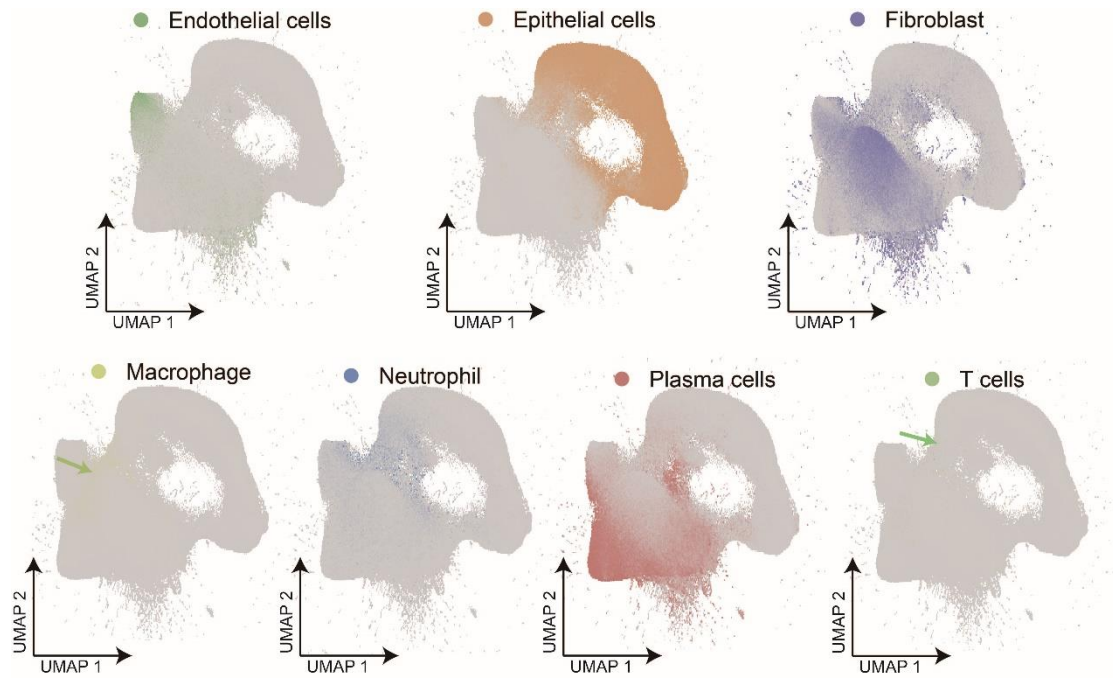 Endothelial cells
Epithelial cells
Fibroblast
UMAP 2
UMAP 1
UMAP 2
UMAP 1
UMAP 2
UMAP 1
Macrophage
Neutrophil
Plasma cells
T cells
UMAP 2
UMAP 1
UMAP 2
UMAP 1
UMAP 2
UMAP 1
UMAP 2
UMAP 1